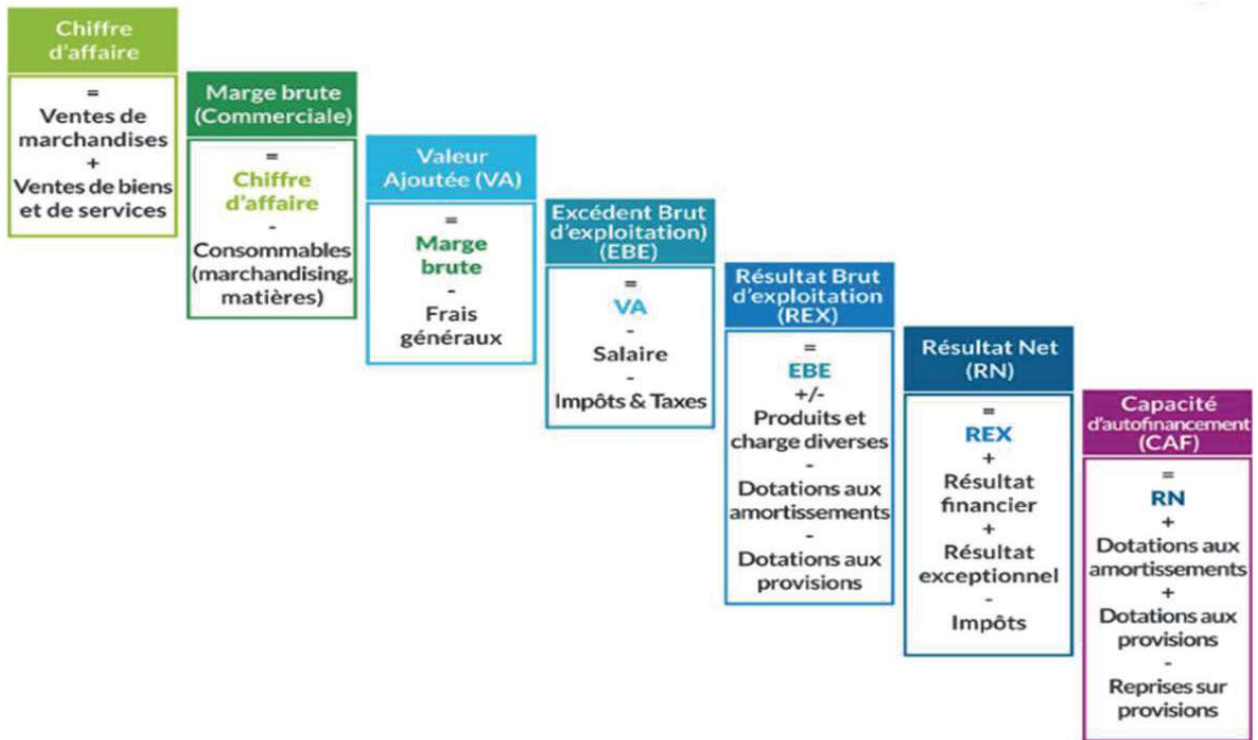 Chiffre
d'affaire
=
Ventes de
marchandises
+
Ventes de biens
et de services
Marge brute
(Commerciale)
=
Chiffre
d'affaire
-
Consommables
(marchandising,
matières)
Valeur
Ajoutée (VA)
=
Marge
brute
-
Frais
généraux
Excédent Brut
d'exploitation)
(EBE)
=
VA
-
Salaire
-
Impôts & Taxes
Résultat Brut
d'exploitation
(REX)
=
EBE
+/-
Produits et
charge diverses
-
Dotations aux
amortissements
-
Dotations aux
provisions
Résultat Net
(RN)
=
REX
+
Résultat
financier
+
Résultat
exceptionnel
-
Impôts
Capacité
d'autofinancement
(CAF)
=
RN
+
Dotations aux
amortissements
+
Dotations aux
provisions
-
Reprises sur
provisions